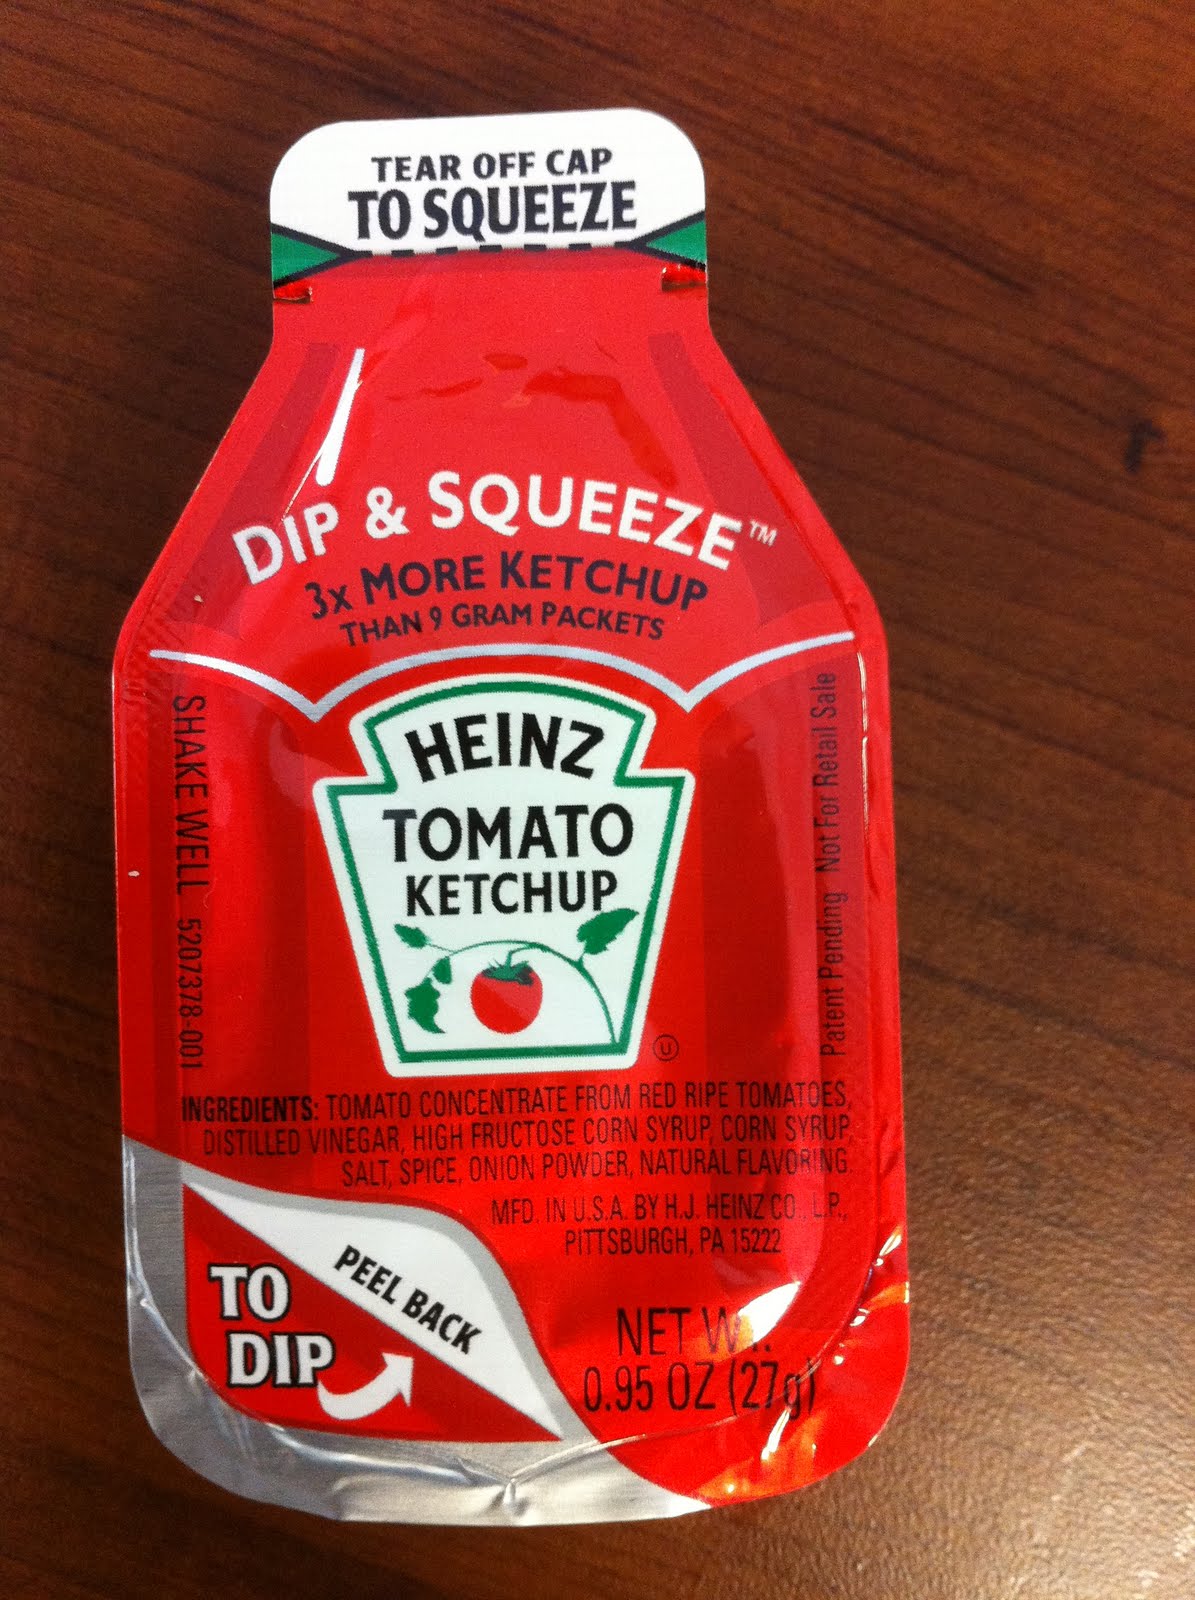 TEAR OFF CAP
TO SQUEEZE
DIP & SQUEEZE™
3x MORE KETCHUP
THAN 9 GRAM PACKETS
SHAKE WELL 5207378-001
Patent Pending Not For Retail Sale
HEINZ
TOMATO
KETCHUP
U
INGREDIENTS: TOMATO CONCENTRATE FROM RED RIPE TOMATOES,
DISTILLED VINEGAR, HIGH FRUCTOSE CORN SYRUP, CORN SYRUP,
SALT, SPICE, ONION POWDER, NATURAL FLAVORING.
MFD. IN U.S.A. BY H.J. HEINZ CO., L.P.,
PITTSBURGH, PA 15222
PEEL BACK
TO
DIP
NET WT.
0.95 OZ (27g)